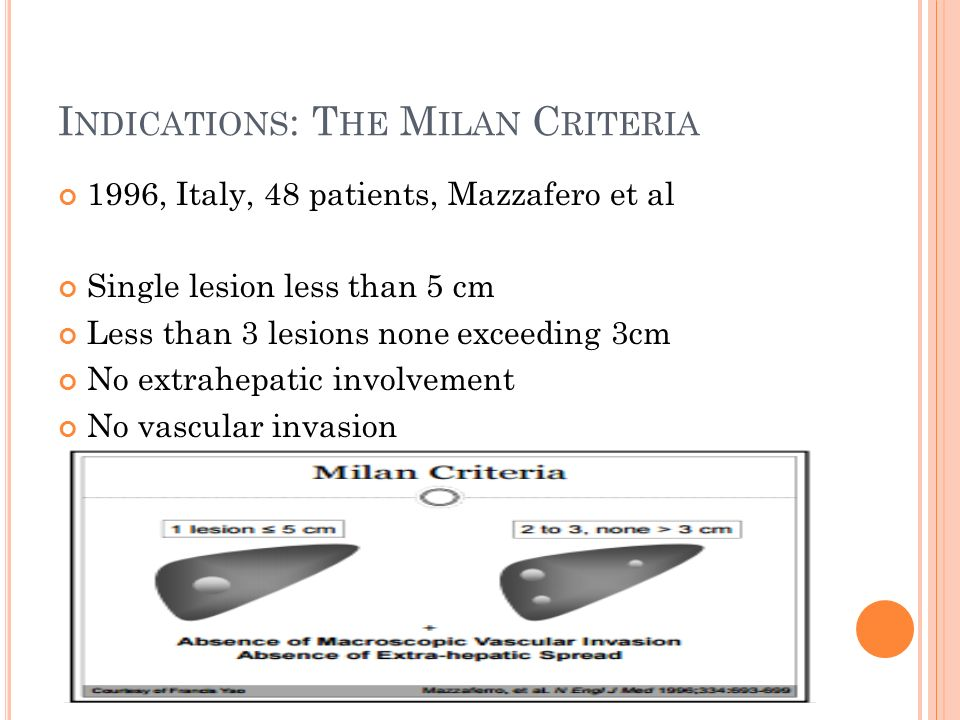 INDICATIONS: THE MILAN CRITERIA
1996, Italy, 48 patients, Mazzafero et al
Single lesion less than 5 cm
Less than 3 lesions none exceeding 3cm
No extrahepatic involvement
No vascular invasion
Milan Criteria
1 lesion ≤ 5 cm
2 to 3, none > 3 cm
+
Absence of Macroscopic Vascular Invasion
Absence of Extra-hepatic Spread
Courtesy of Francis Yao
Mazzaferro, et al. N Engl J Med 1996;334:693-699